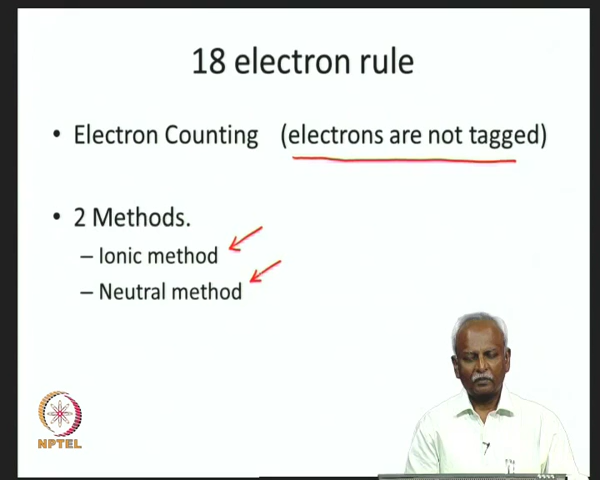 18 electron rule
• Electron Counting (electrons are not tagged)
• 2 Methods.
– Ionic method
– Neutral method
NPTEL